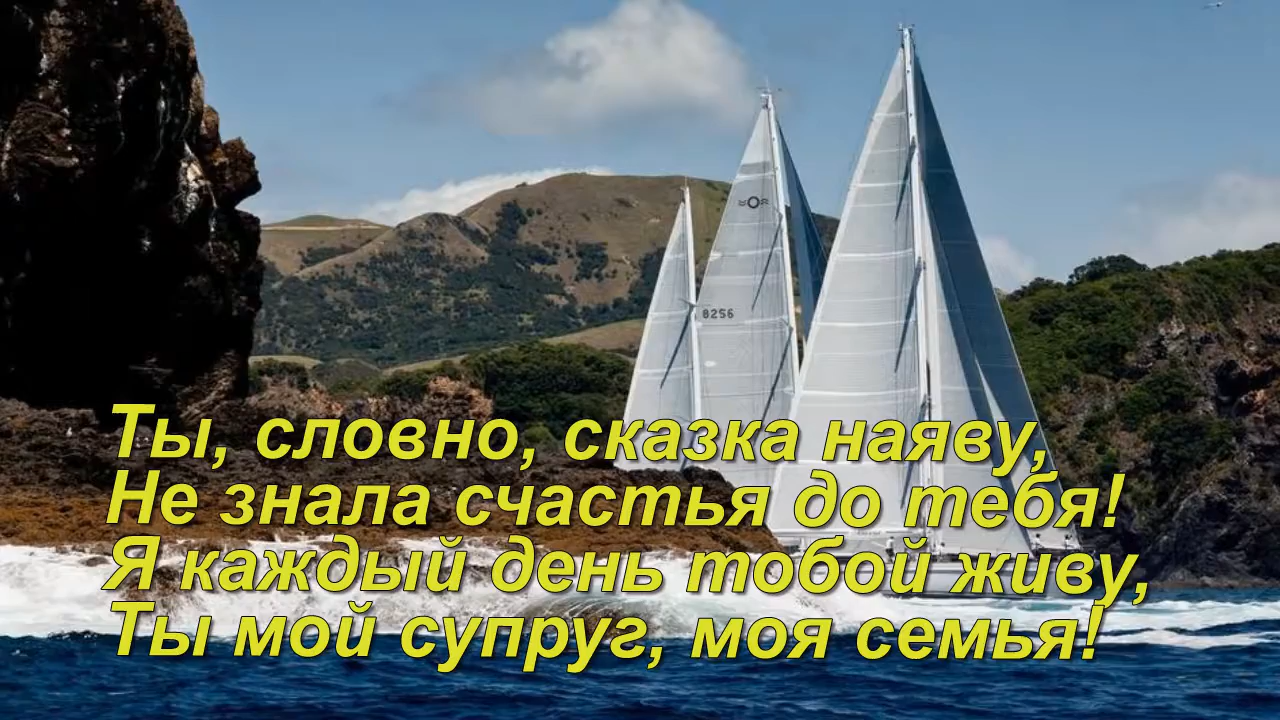 8256
Ты, словно, сказка наяву,
Не знала счастья до тебя!
Я каждый день тобой живу,
Ты мой супруг, моя семья!